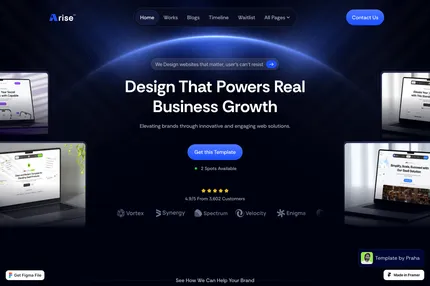 Arise
Home
Works
Blogs
Timeline
Waitlist
All Pages
Contact Us
We Design websites that matter, user's can't resist
Design That Powers Real
Business Growth
Elevating brands through innovative and engaging web solutions.
Get this Template
2 Spots Available
4.9/5 From 3,602 Customers
Vortex
Synergy
Spectrum
Velocity
Enigma
Template by Praha
Get Figma File
Made in Framer
See How We Can Help Your Brand